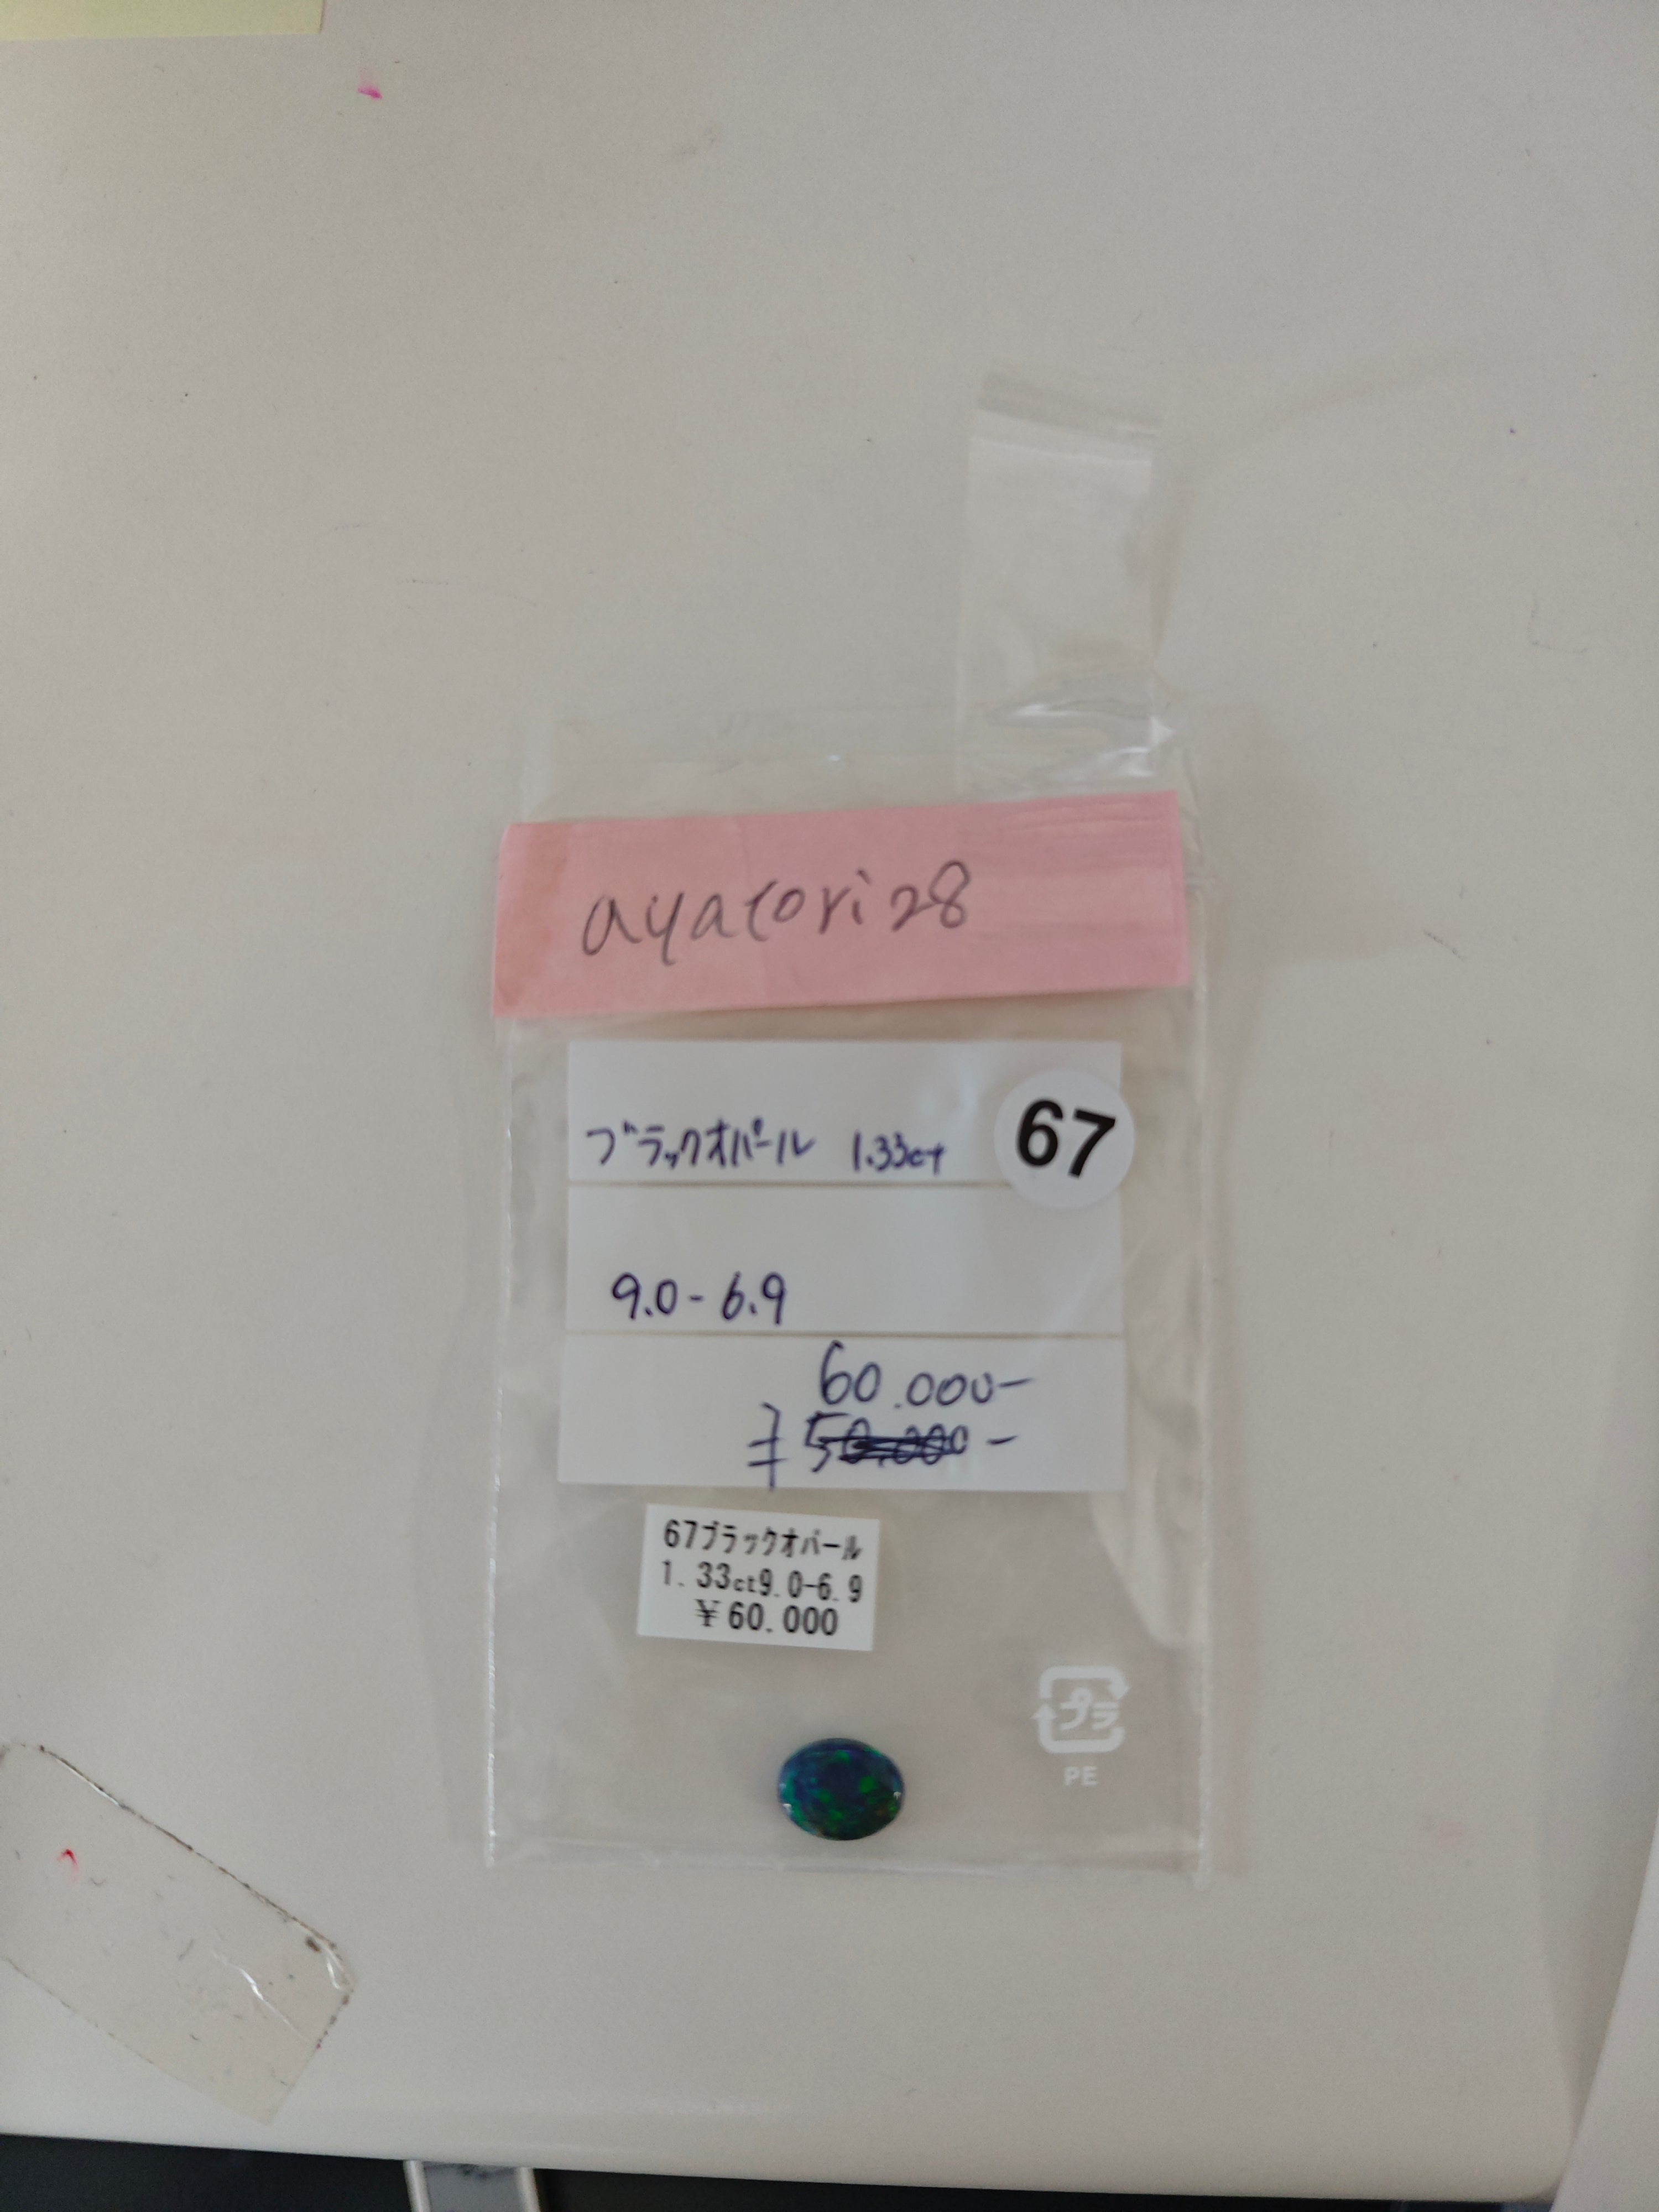 ayatori28
ブラックオパール 1.33ct
67
9.0-6.9
60.000-
¥ 50.000-
67ブラックオパール
1.33ct9.0-6.9
¥60.000
プラ
PE